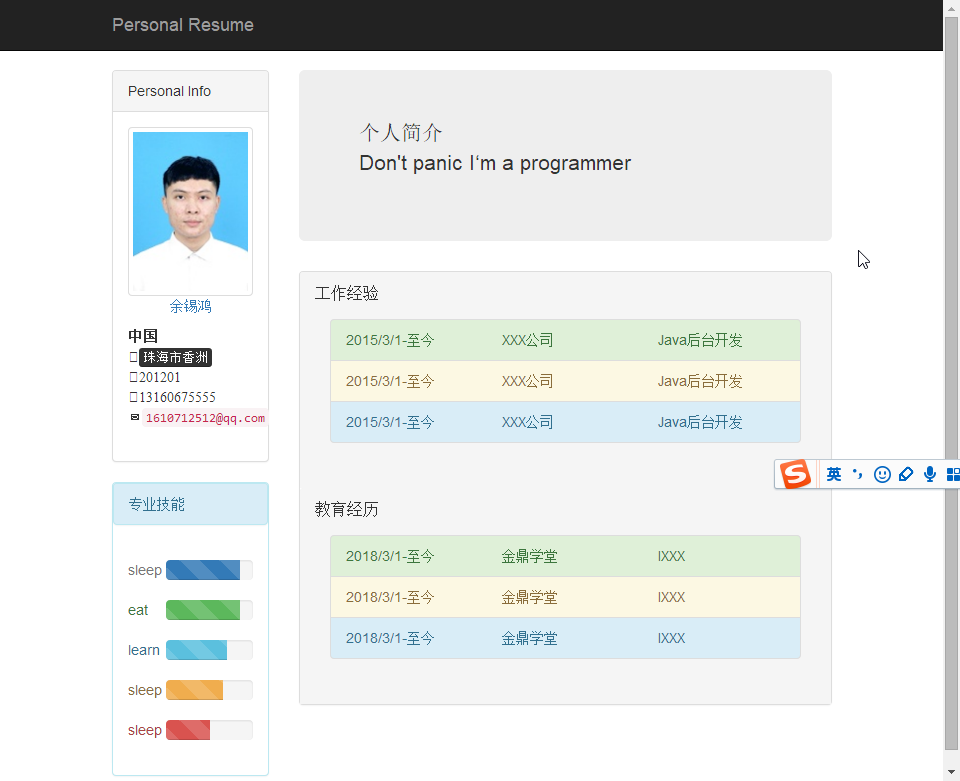 Personal Resume
Personal Info
余锡鸿
中国
珠海市香洲
201201
13160675555
1610712512@qq.com
专业技能
sleep
eat
learn
sleep
sleep
个人简介
Don't panic I‘m a programmer
工作经验
2015/3/1-至今 XXX公司 Java后台开发
2015/3/1-至今 XXX公司 Java后台开发
2015/3/1-至今 XXX公司 Java后台开发
教育经历
2018/3/1-至今 金鼎学堂 IXXX
2018/3/1-至今 金鼎学堂 IXXX
2018/3/1-至今 金鼎学堂 IXXX
S 英